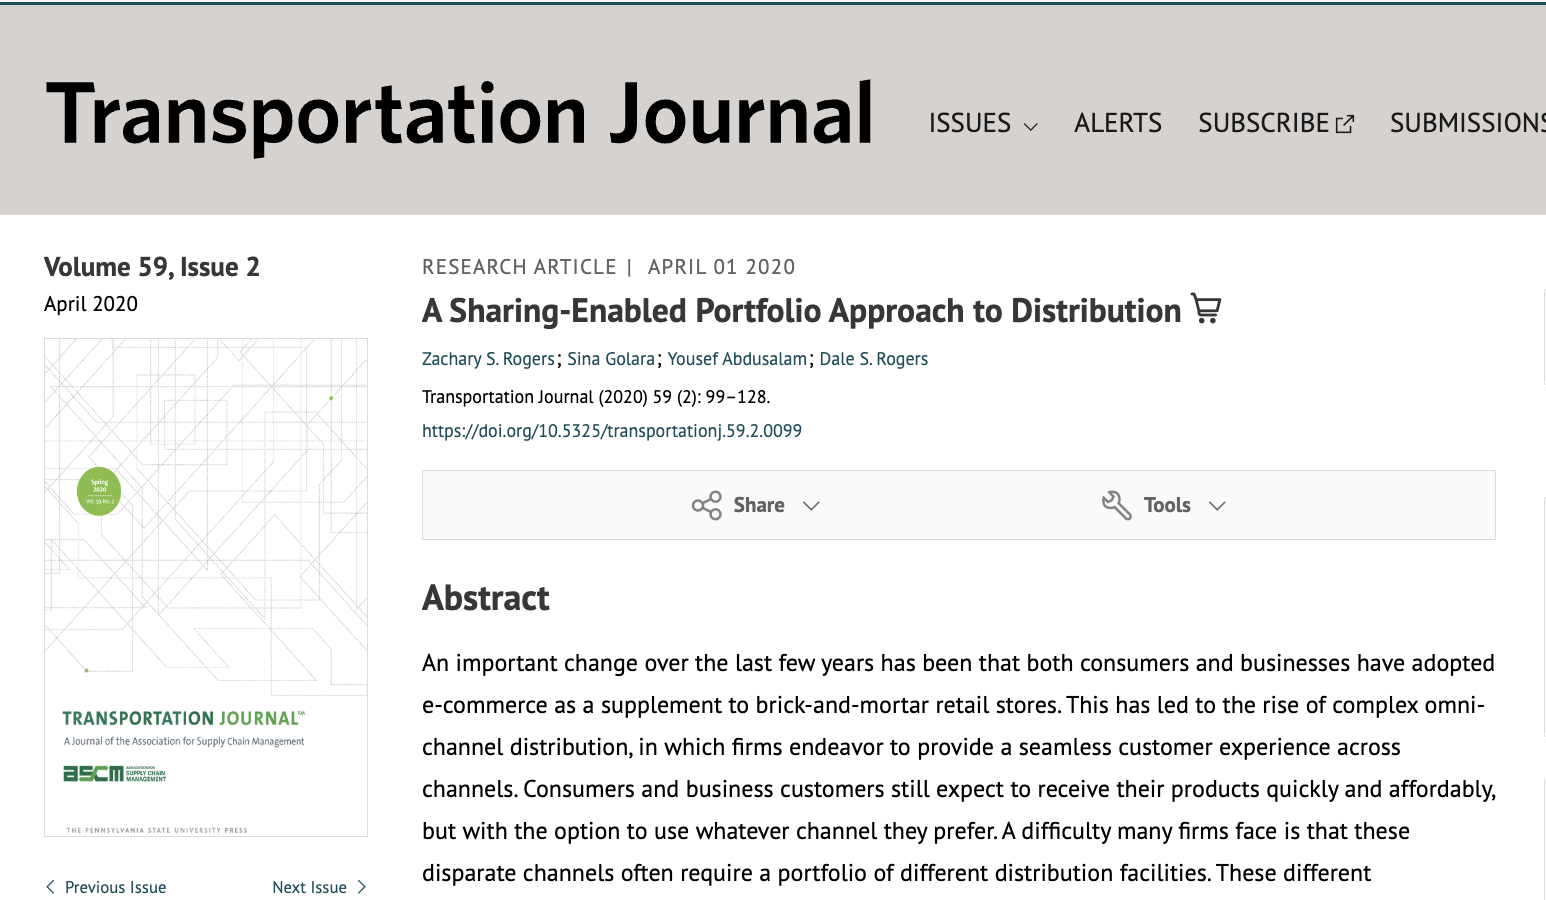 Transportation Journal
ISSUES
ALERTS
SUBSCRIBE
SUBMISSIONS
Volume 59, Issue 2
April 2020
Spring
2020
Vol. 59 No. 2
TRANSPORTATION JOURNAL™
A Journal of the Association for Supply Chain Management
ascm ASSOCIATION FOR
SUPPLY CHAIN
MANAGEMENT
THE PENNSYLVANIA STATE UNIVERSITY PRESS
Previous Issue
Next Issue
RESEARCH ARTICLE | APRIL 01 2020
A Sharing-Enabled Portfolio Approach to Distribution
Zachary S. Rogers; Sina Golara; Yousef Abdusalam; Dale S. Rogers
Transportation Journal (2020) 59 (2): 99–128.
https://doi.org/10.5325/transportationj.59.2.0099
Share
Tools
Abstract
An important change over the last few years has been that both consumers and businesses have adopted
e-commerce as a supplement to brick-and-mortar retail stores. This has led to the rise of complex omni-
channel distribution, in which firms endeavor to provide a seamless customer experience across
channels. Consumers and business customers still expect to receive their products quickly and affordably,
but with the option to use whatever channel they prefer. A difficulty many firms face is that these
disparate channels often require a portfolio of different distribution facilities. These different